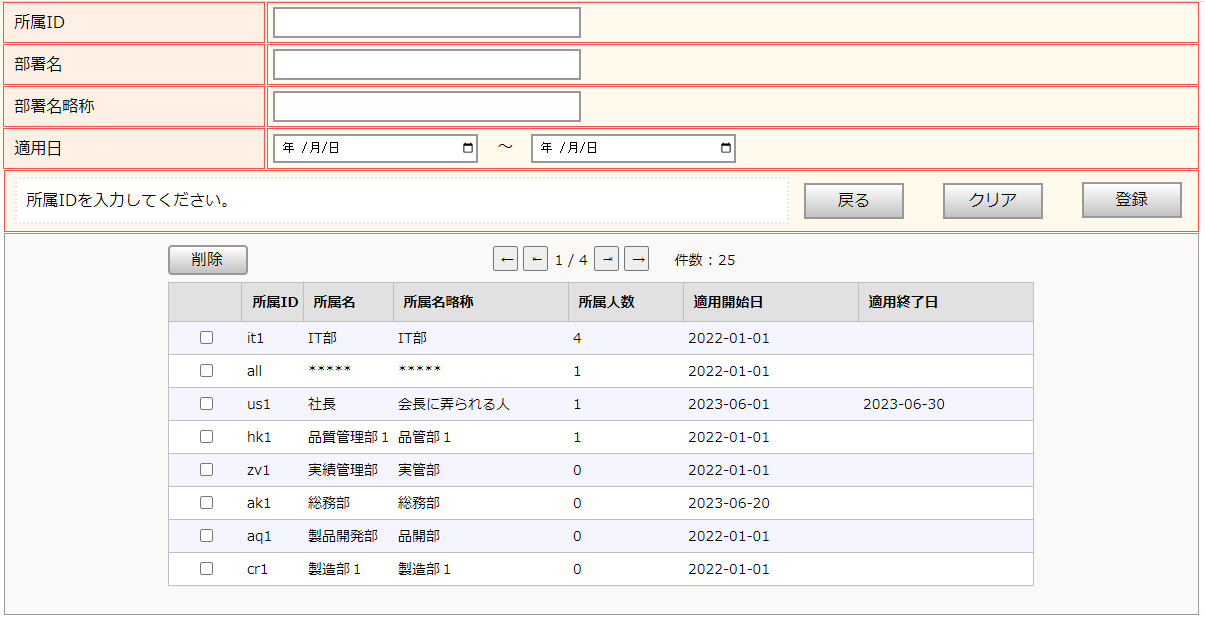 所属ID
部署名
部署名略称
適用日 年 /月/日 ～ 年 /月/日
所属IDを入力してください。 戻る クリア 登録
削除 ← ⇠ 1 / 4 ⇢ → 件数：25
所属ID 所属名 所属名略称 所属人数 適用開始日 適用終了日
it1 IT部 IT部 4 2022-01-01
all ***** ***** 1 2022-01-01
us1 社長 会長に弄られる人 1 2023-06-01 2023-06-30
hk1 品質管理部１ 品管部１ 1 2022-01-01
zv1 実績管理部 実管部 0 2022-01-01
ak1 総務部 総務部 0 2023-06-20
aq1 製品開発部 品開部 0 2022-01-01
cr1 製造部１ 製造部１ 0 2022-01-01